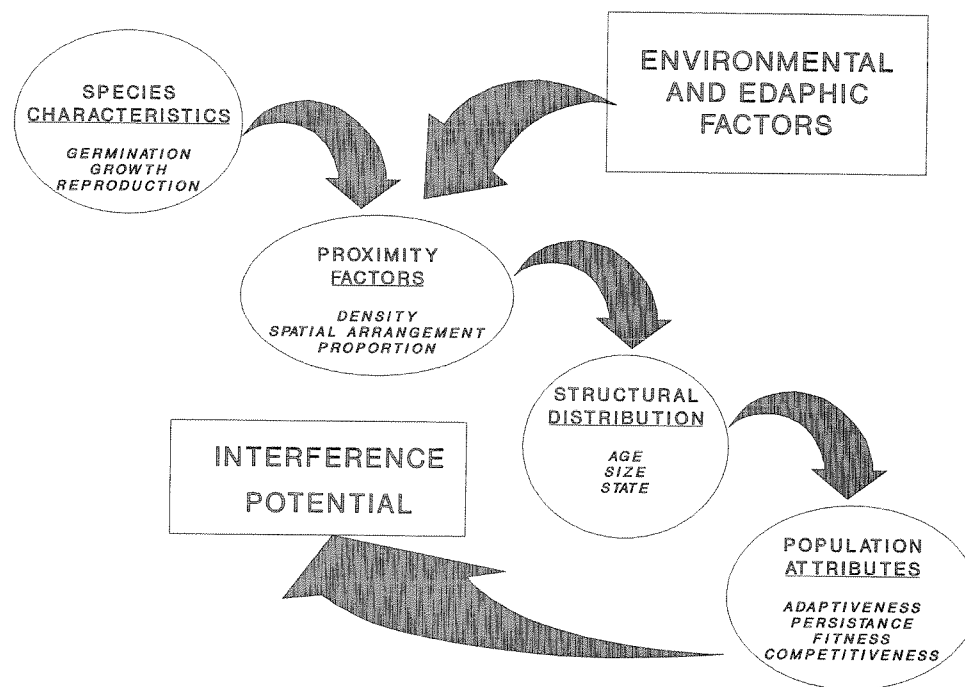 SPECIES
CHARACTERISTICS
GERMINATION
GROWTH
REPRODUCTION
ENVIRONMENTAL
AND EDAPHIC
FACTORS
PROXIMITY
FACTORS
DENSITY
SPATIAL ARRANGEMENT
PROPORTION
STRUCTURAL
DISTRIBUTION
AGE
SIZE
STATE
POPULATION
ATTRIBUTES
ADAPTIVENESS
PERSISTANCE
FITNESS
COMPETITIVENESS
INTERFERENCE
POTENTIAL